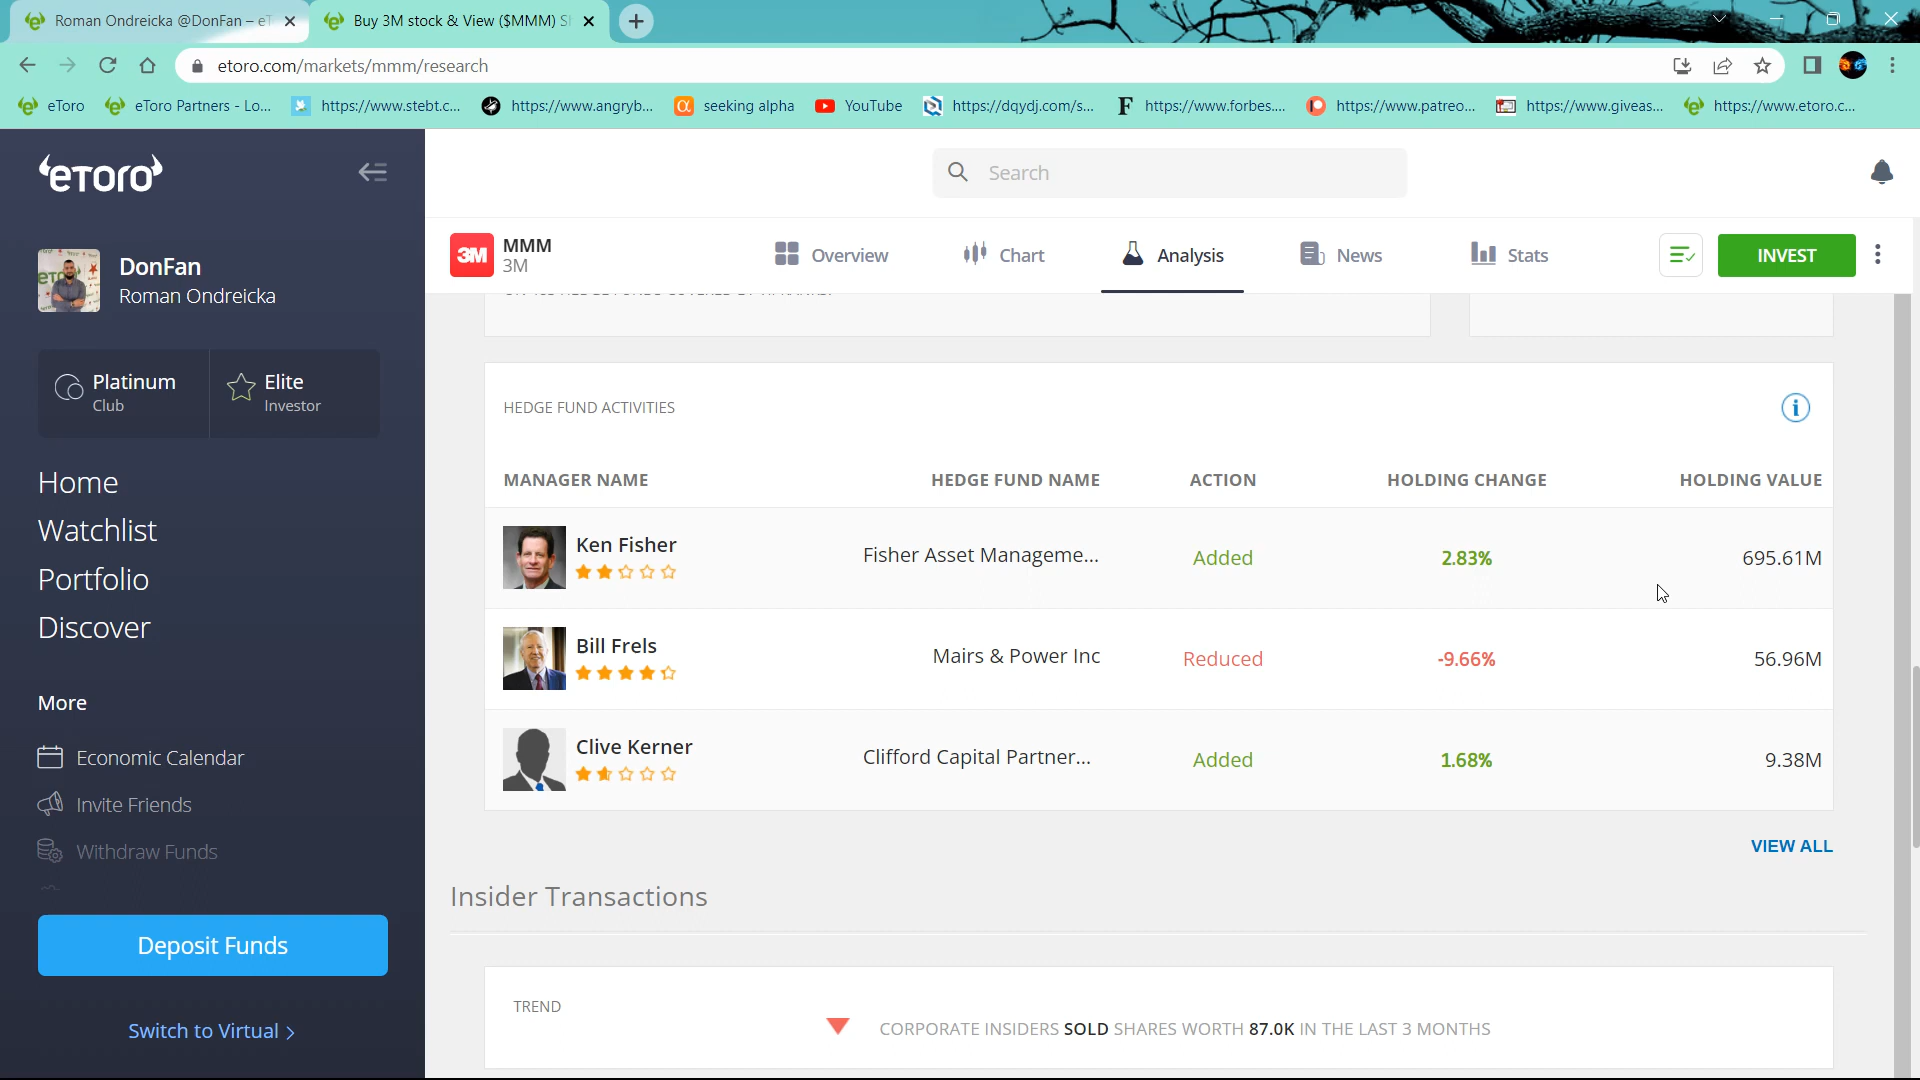 Roman Ondreicka @DonFan – eT
Buy 3M stock & View ($MMM) S
etoro.com/markets/mmm/research
eToro
eToro Partners - Lo...
https://www.stebt.c...
https://www.angryb...
seeking alpha
YouTube
https://dqydj.com/s...
https://www.forbes....
https://www.patreo...
https://www.giveas...
https://www.etoro.c...
eToro
Search
DonFan
Roman Ondreicka
Platinum
Club
Elite
Investor
Home
Watchlist
Portfolio
Discover
More
Economic Calendar
Invite Friends
Withdraw Funds
Deposit Funds
Switch to Virtual >
3M
MMM
3M
Overview
Chart
Analysis
News
Stats
INVEST
HEDGE FUND ACTIVITIES
MANAGER NAME HEDGE FUND NAME ACTION HOLDING CHANGE HOLDING VALUE
Ken Fisher Fisher Asset Manageme... Added 2.83% 695.61M
Bill Frels Mairs & Power Inc Reduced -9.66% 56.96M
Clive Kerner Clifford Capital Partner... Added 1.68% 9.38M
VIEW ALL
Insider Transactions
TREND
CORPORATE INSIDERS SOLD SHARES WORTH 87.0K IN THE LAST 3 MONTHS